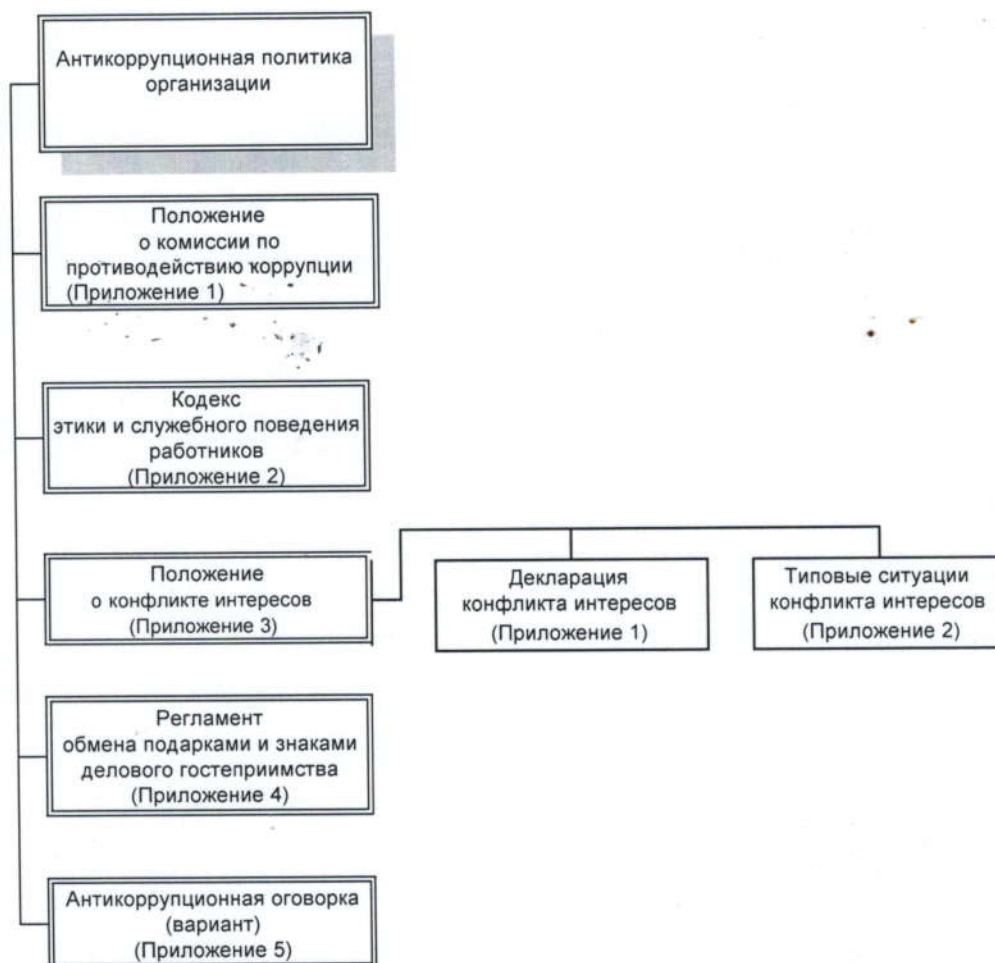 Антикоррупционная политика
организации
Положение
о комиссии по
противодействию коррупции
(Приложение 1)
Кодекс
этики и служебного поведения
работников
(Приложение 2)
Положение
о конфликте интересов
(Приложение 3)
Декларация
конфликта интересов
(Приложение 1)
Типовые ситуации
конфликта интересов
(Приложение 2)
Регламент
обмена подарками и знаками
делового гостеприимства
(Приложение 4)
Антикоррупционная оговорка
(вариант)
(Приложение 5)